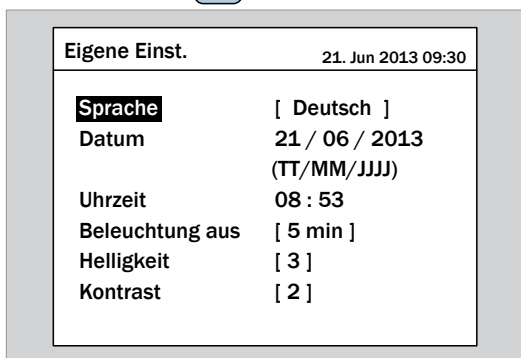 Eigene Einst. 21. Jun 2013 09:30
Sprache [ Deutsch ]
Datum 21 / 06 / 2013
(TT/MM/JJJJ)
Uhrzeit 08 : 53
Beleuchtung aus [ 5 min ]
Helligkeit [ 3 ]
Kontrast [ 2 ]